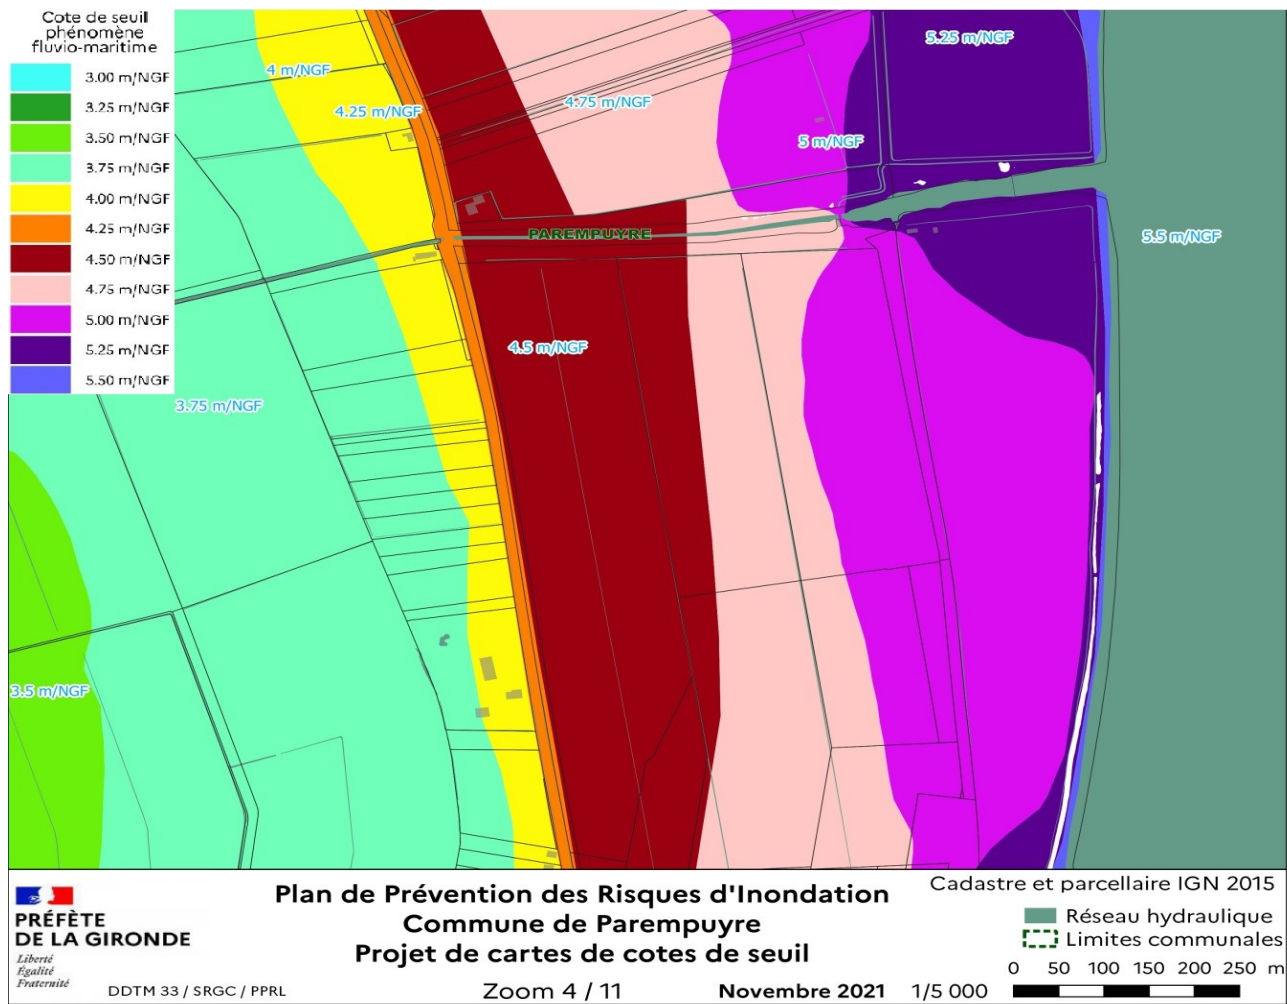 Cote de seuil
phénomène
fluvio-maritime
3.00 m/NGF
3.25 m/NGF
3.50 m/NGF
3.75 m/NGF
4.00 m/NGF
4.25 m/NGF
4.50 m/NGF
4.75 m/NGF
5.00 m/NGF
5.25 m/NGF
5.50 m/NGF
5.25 m/NGF
4 m/NGF
4.75 m/NGF
4.25 m/NGF
5 m/NGF
PAREMPUYRE
5.5 m/NGF
4.5 m/NGF
3.75 m/NGF
3.5 m/NGF
PRÉFÈTE
DE LA GIRONDE
Liberté
Égalité
Fraternité
DDTM 33 / SRGC / PPRL
Plan de Prévention des Risques d'Inondation
Commune de Parempuyre
Projet de cartes de cotes de seuil
Zoom 4 / 11
Novembre 2021
1/5 000
Cadastre et parcellaire IGN 2015
Réseau hydraulique
Limites communales
0 50 100 150 200 250 m